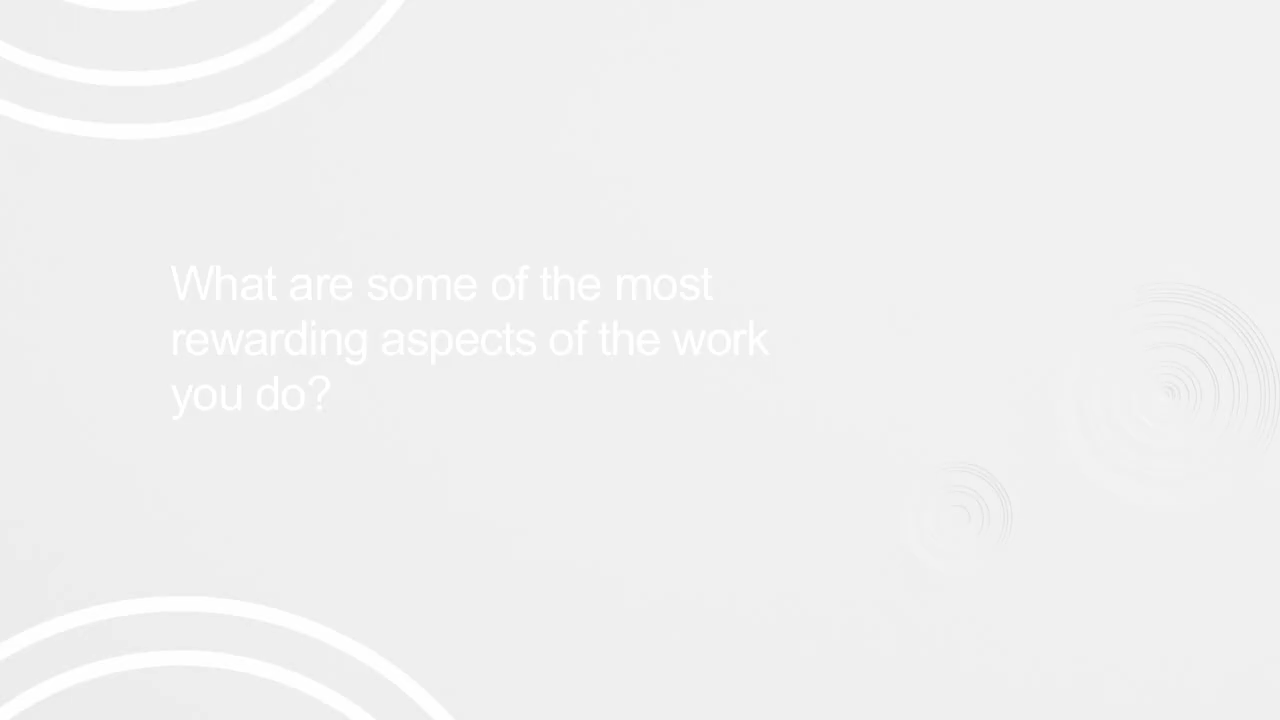 What are some of the most
rewarding aspects of the work
you do?